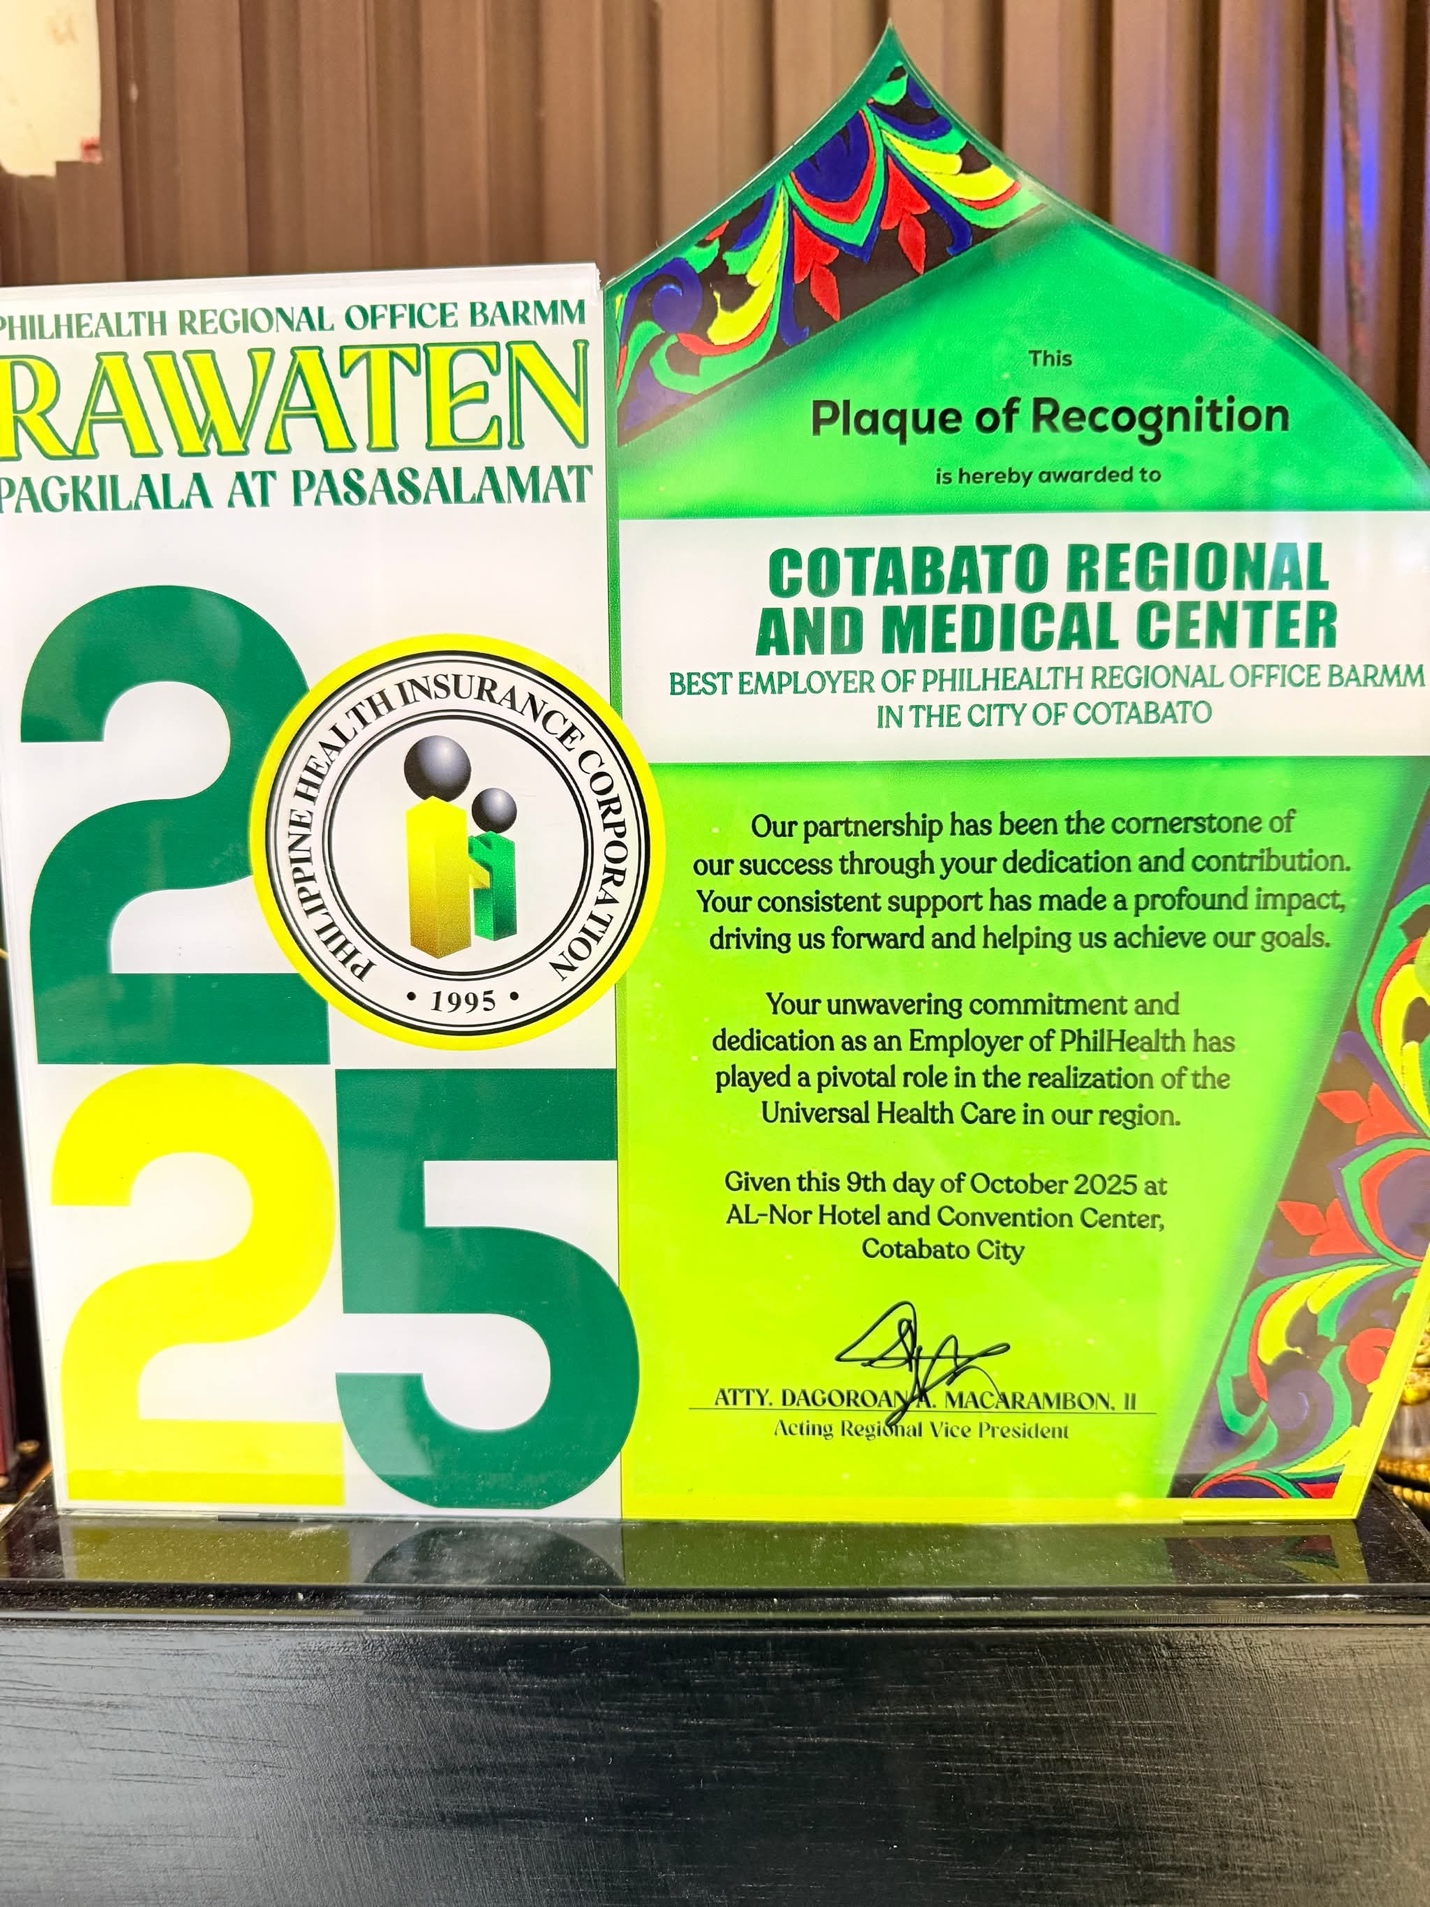 PHILHEALTH REGIONAL OFFICE BARMM
RAWATEN
PAGKILALA AT PASASALAMAT
2025
PHILIPPINE HEALTH INSURANCE CORPORATION
• 1995 •
This
Plaque of Recognition
is hereby awarded to
COTABATO REGIONAL
AND MEDICAL CENTER
BEST EMPLOYER OF PHILHEALTH REGIONAL OFFICE BARMM
IN THE CITY OF COTABATO
Our partnership has been the cornerstone of
our success through your dedication and contribution.
Your consistent support has made a profound impact,
driving us forward and helping us achieve our goals.
Your unwavering commitment and
dedication as an Employer of PhilHealth has
played a pivotal role in the realization of the
Universal Health Care in our region.
Given this 9th day of October 2025 at
AL-Nor Hotel and Convention Center,
Cotabato City
ATTY. DAGOROAN A. MACARAMBON, II
Acting Regional Vice President